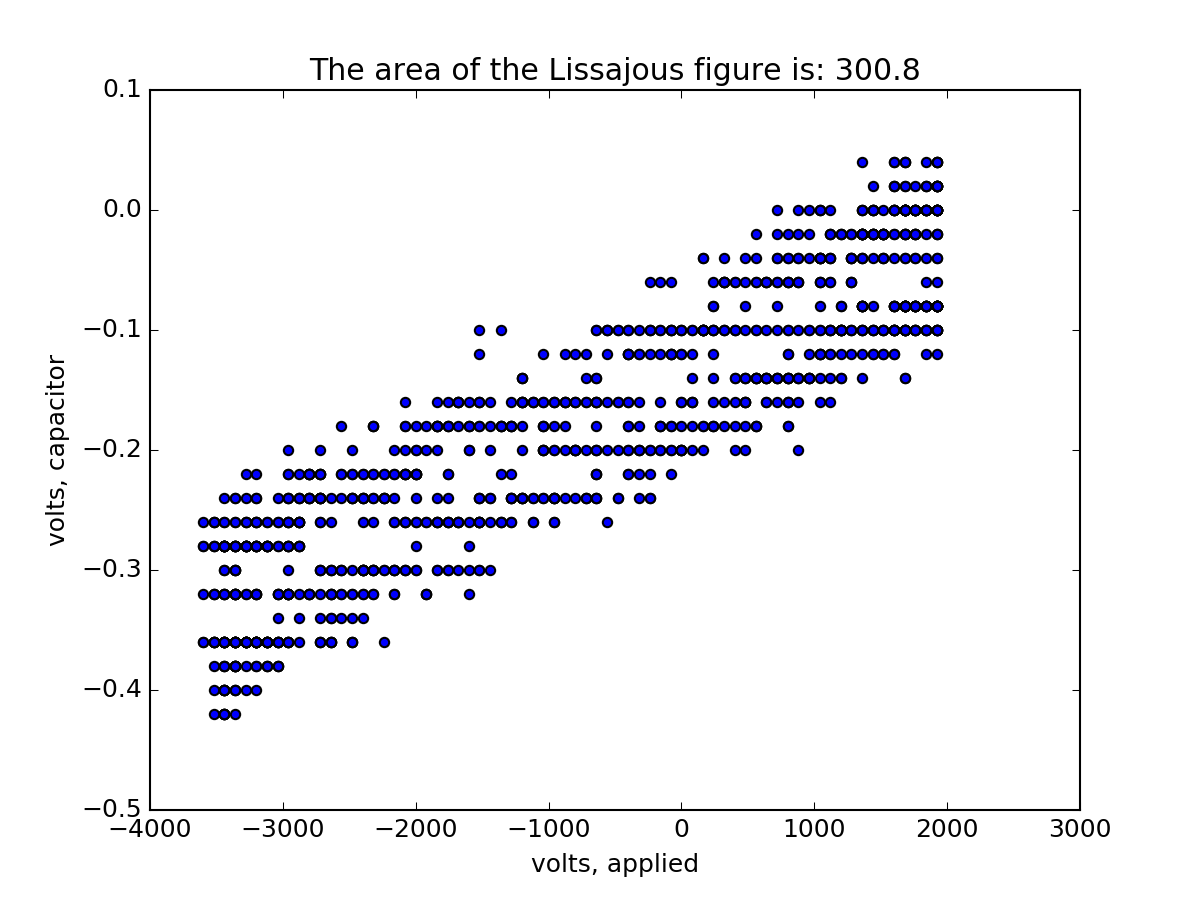 The area of the Lissajous figure is: 300.8
0.1
0.0
−0.1
−0.2
−0.3
−0.4
−0.5
volts, capacitor
−4000 −3000 −2000 −1000 0 1000 2000 3000
volts, applied